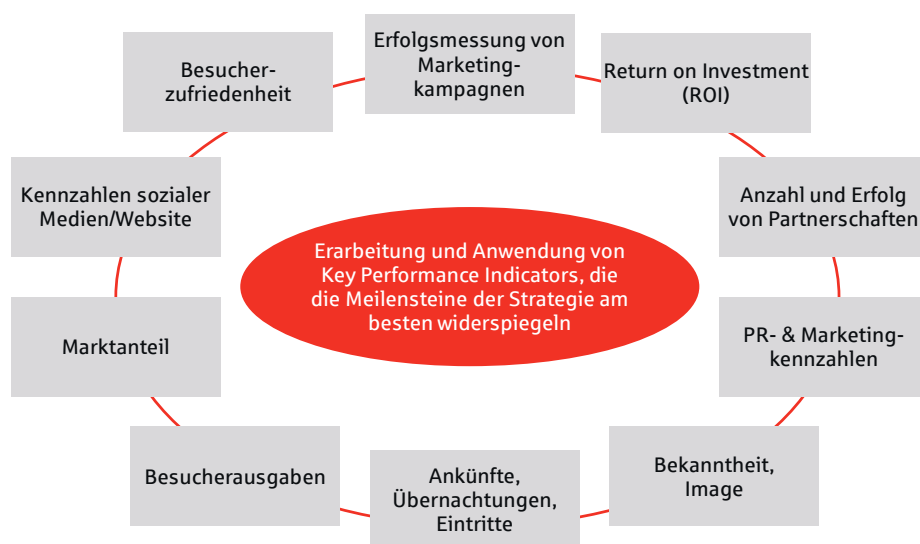 Erfolgsmessung von
Marketing-
kampagnen
Return on Investment
(ROI)
Anzahl und Erfolg
von Partnerschaften
PR- & Marketing-
kennzahlen
Bekanntheit,
Image
Ankünfte,
Übernachtungen,
Eintritte
Besucherausgaben
Marktanteil
Kennzahlen sozialer
Medien/Website
Besucher-
zufriedenheit
Erarbeitung und Anwendung von
Key Performance Indicators, die
die Meilensteine der Strategie am
besten widerspiegeln